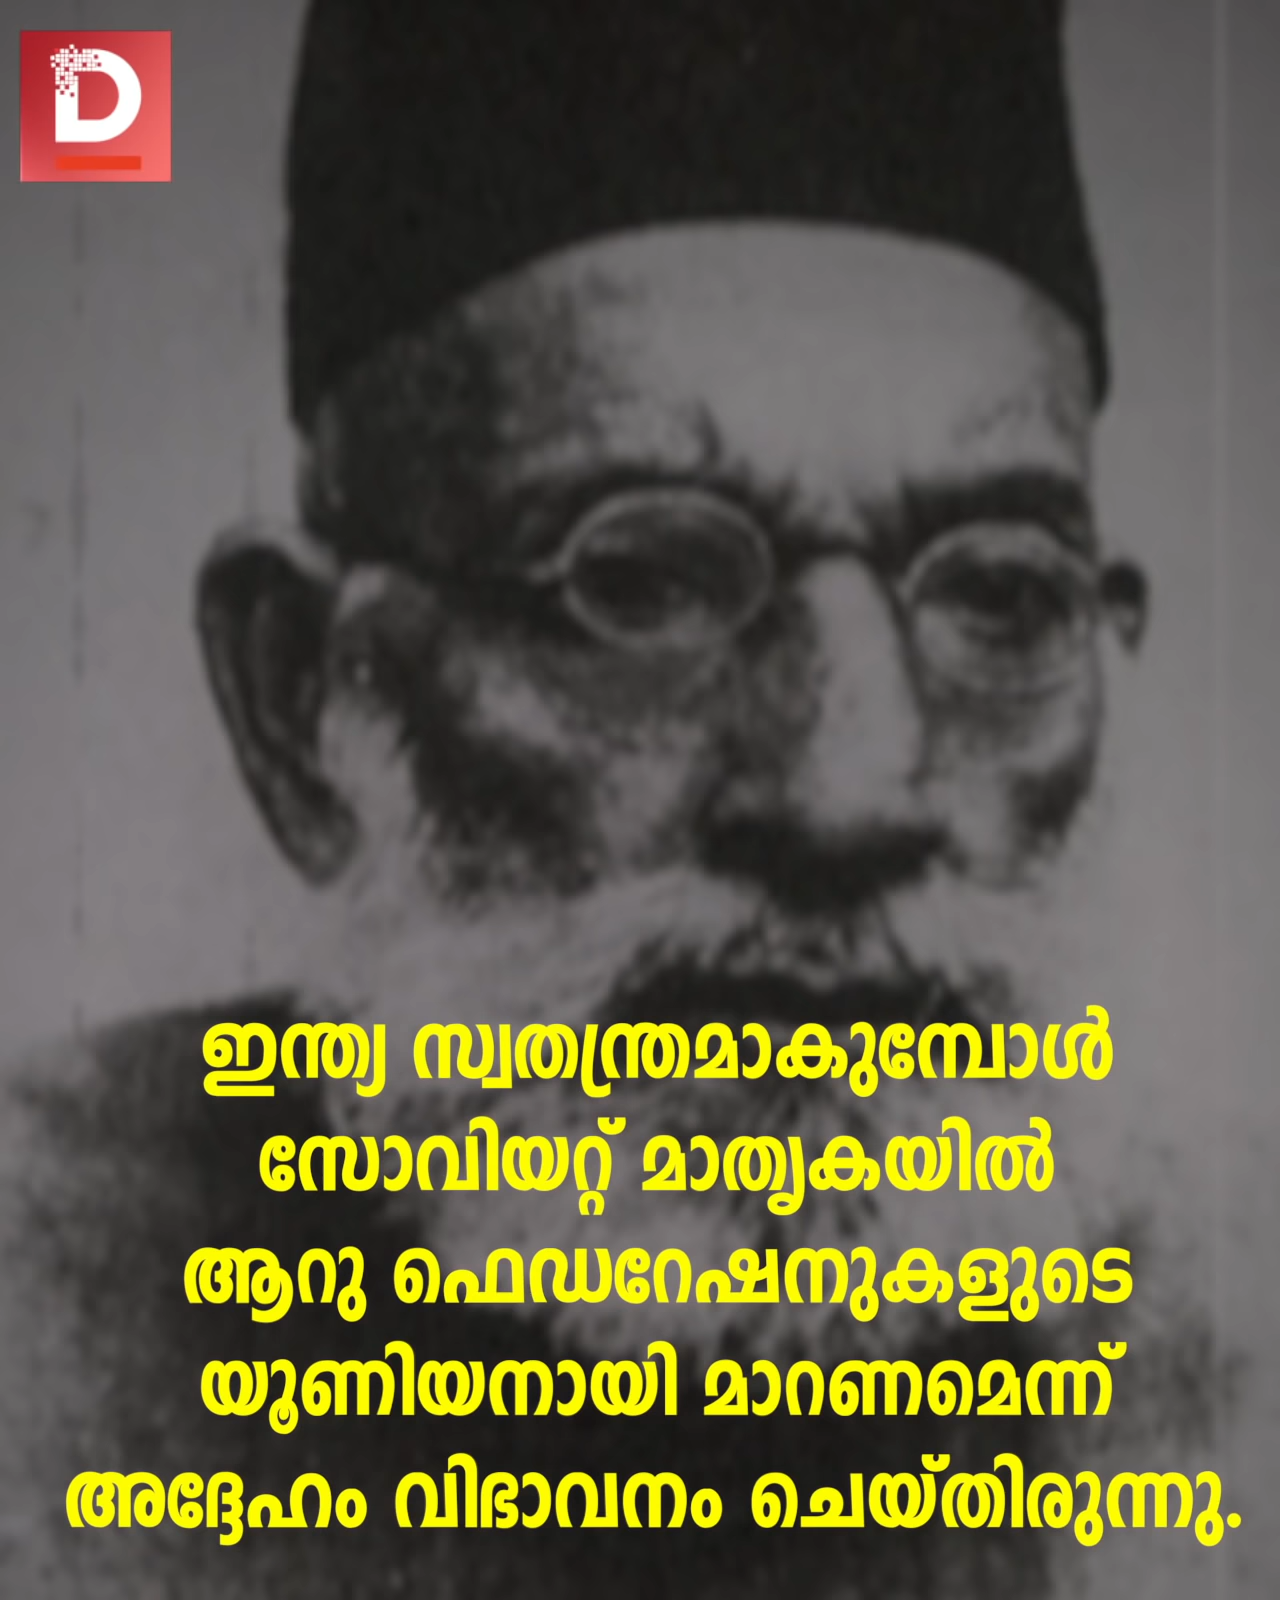 D
ഇന്ത്യ സ്വതന്ത്രമാകുമ്പോൾ
സോവിയറ്റ് മാതൃകയിൽ
ആറു ഫെഡറേഷനുകളുടെ
യൂണിയനായി മാറണമെന്ന്
അദ്ദേഹം വിഭാവനം ചെയ്തിരുന്നു.